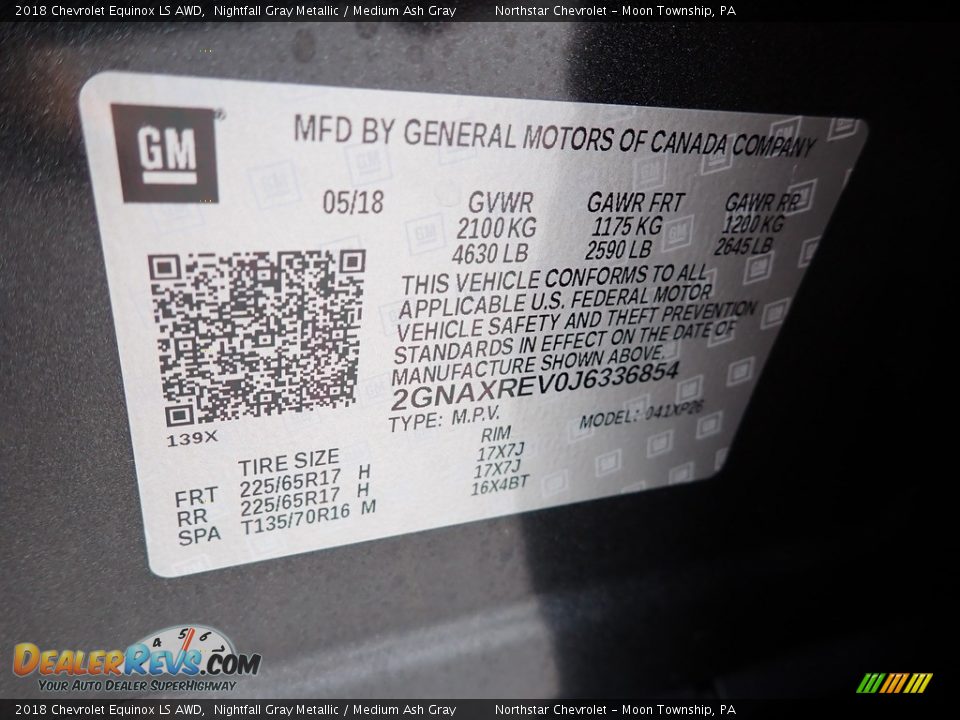 2018 Chevrolet Equinox LS AWD,  Nightfall Gray Metallic / Medium Ash Gray          Northstar Chevrolet – Moon Township, PA
GM®
MFD BY GENERAL MOTORS OF CANADA COMPANY
05/18 GVWR GAWR FRT GAWR RR
2100 KG 1175 KG 1200 KG
4630 LB 2590 LB 2645 LB
THIS VEHICLE CONFORMS TO ALL
APPLICABLE U.S. FEDERAL MOTOR
VEHICLE SAFETY AND THEFT PREVENTION
STANDARDS IN EFFECT ON THE DATE OF
MANUFACTURE SHOWN ABOVE.
2GNAXREV0J6336854
TYPE: M.P.V. MODEL: 041XP26
139X
TIRE SIZE RIM
FRT 225/65R17 H 17X7J
RR 225/65R17 H 17X7J
SPA T135/70R16 M 16X4BT
4 5 6
DealerRevs.com
Your Auto Dealer SuperHighway
2018 Chevrolet Equinox LS AWD,  Nightfall Gray Metallic / Medium Ash Gray          Northstar Chevrolet – Moon Township, PA